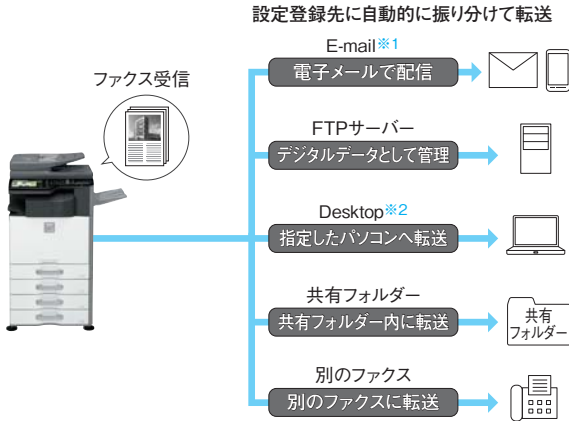 設定登録先に自動的に振り分けて転送
ファクス受信
E-mail※1
電子メールで配信
FTPサーバー
デジタルデータとして管理
Desktop※2
指定したパソコンへ転送
共有フォルダー
共有フォルダー内に転送
共有
フォルダー
別のファクス
別のファクスに転送